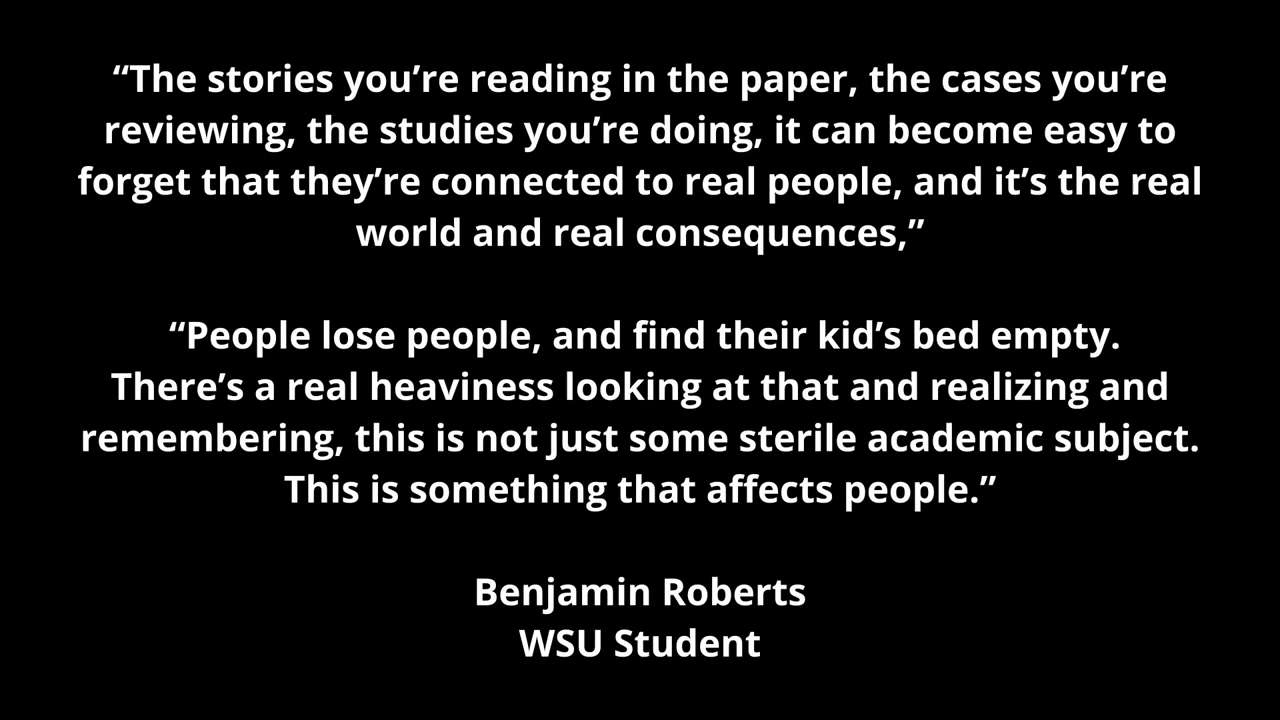 “The stories you’re reading in the paper, the cases you’re
reviewing, the studies you’re doing, it can become easy to
forget that they’re connected to real people, and it’s the real
world and real consequences,”
“People lose people, and find their kid’s bed empty.
There’s a real heaviness looking at that and realizing and
remembering, this is not just some sterile academic subject.
This is something that affects people.”
Benjamin Roberts
WSU Student